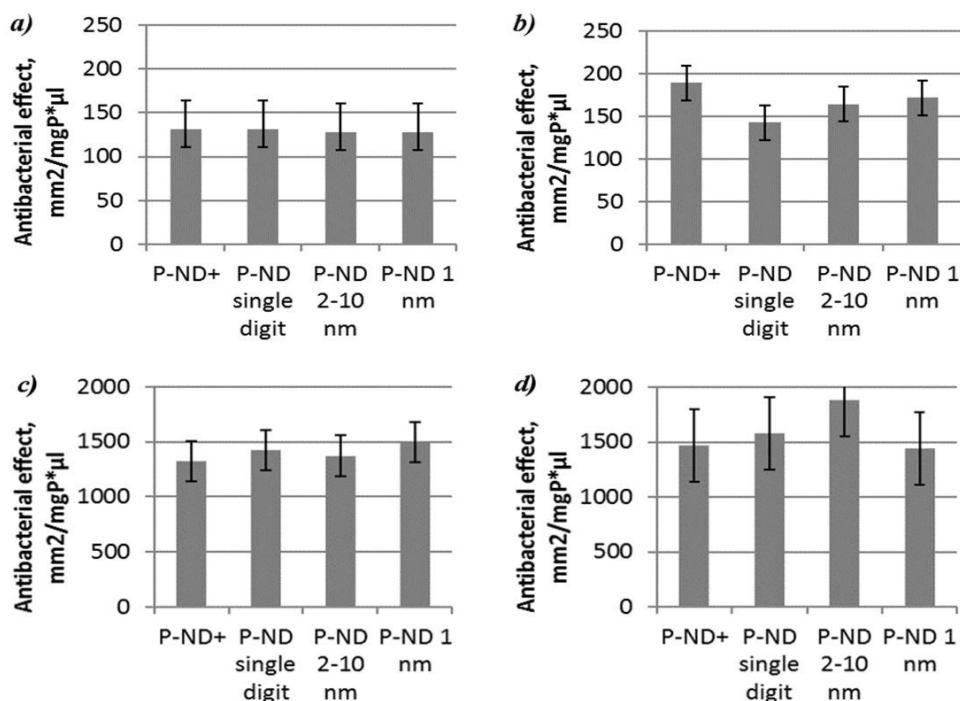 a)
Antibacterial effect,
mm2/mgP*µl
250
200
150
100
50
0
P-ND+ P-ND P-ND P-ND 1
single 2-10 nm
digit nm
b)
Antibacterial effect,
mm2/mgP*µl
250
200
150
100
50
0
P-ND+ P-ND P-ND P-ND 1
single 2-10 nm
digit nm
c)
Antibacterial effect,
mm2/mgP*µl
2000
1500
1000
500
0
P-ND+ P-ND P-ND P-ND 1
single 2-10 nm
digit nm
d)
Antibacterial effect,
mm2/mgP*µl
2000
1500
1000
500
0
P-ND+ P-ND P-ND P-ND 1
single 2-10 nm
digit nm